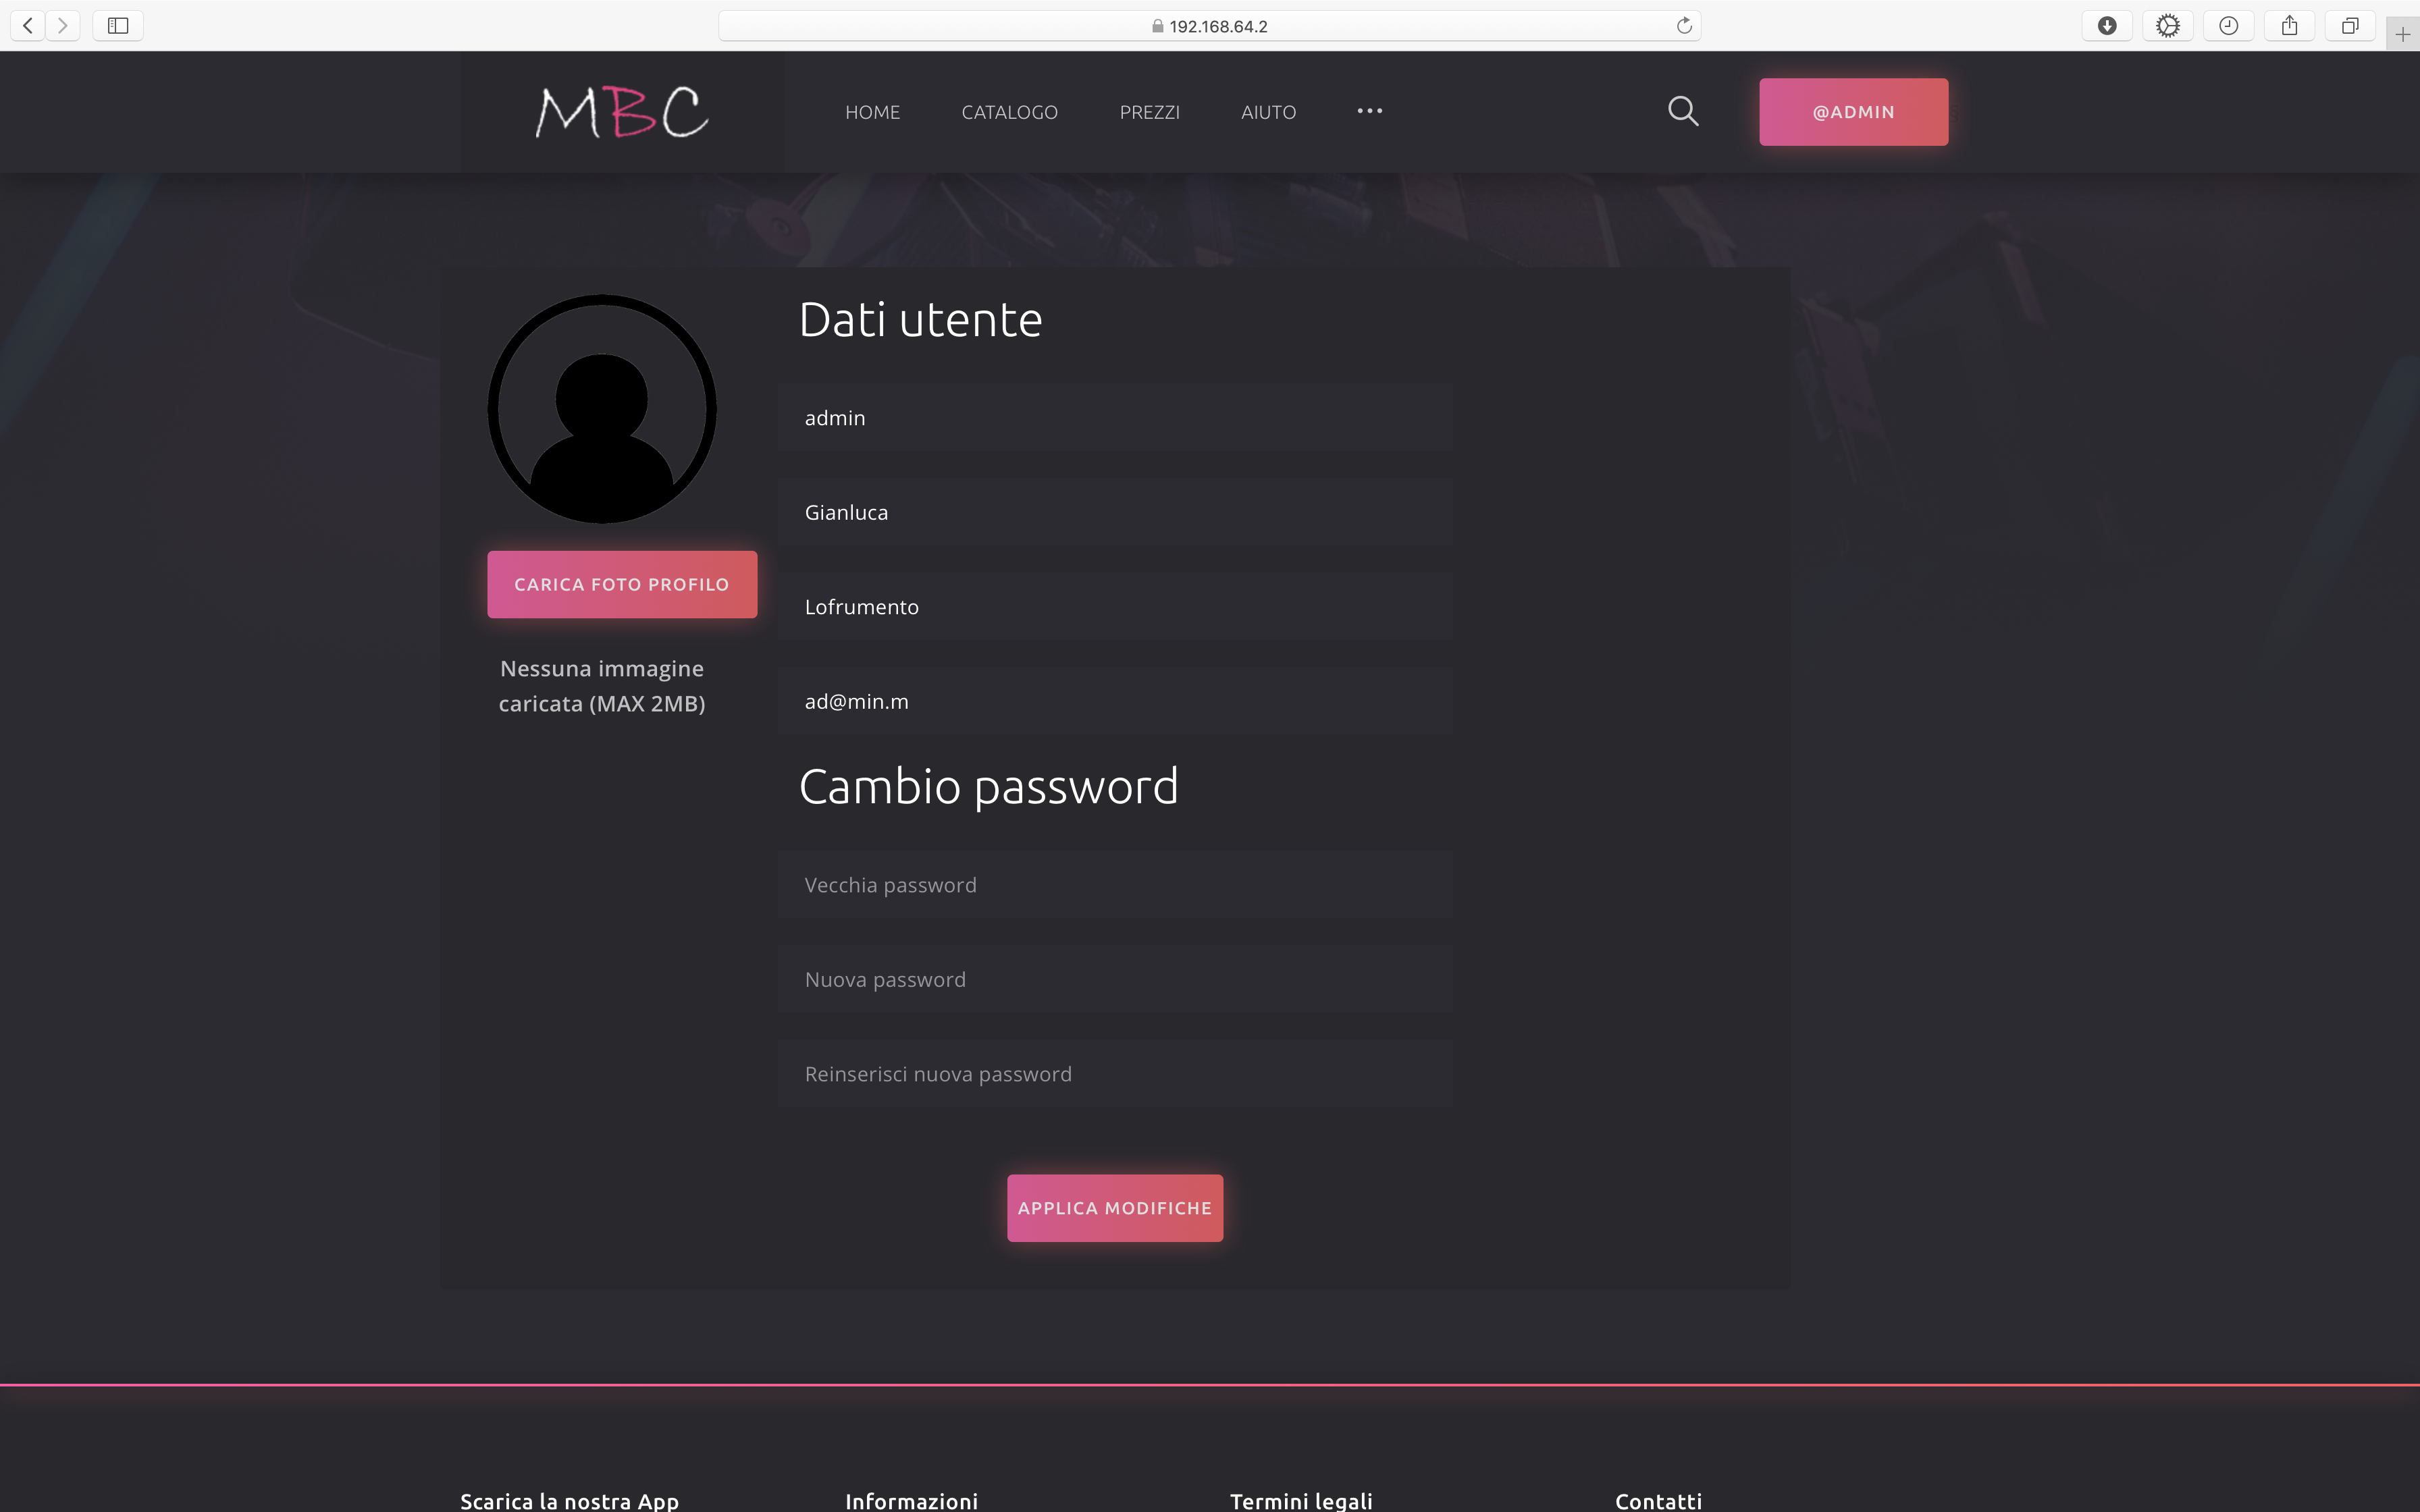 192.168.64.2
MBC
HOME CATALOGO PREZZI AIUTO ••• @ADMIN
Dati utente
admin
Gianluca
CARICA FOTO PROFILO
Lofrumento
Nessuna immagine
caricata (MAX 2MB)
ad@min.m
Cambio password
Vecchia password
Nuova password
Reinserisci nuova password
APPLICA MODIFICHE
Scarica la nostra App Informazioni Termini legali Contatti